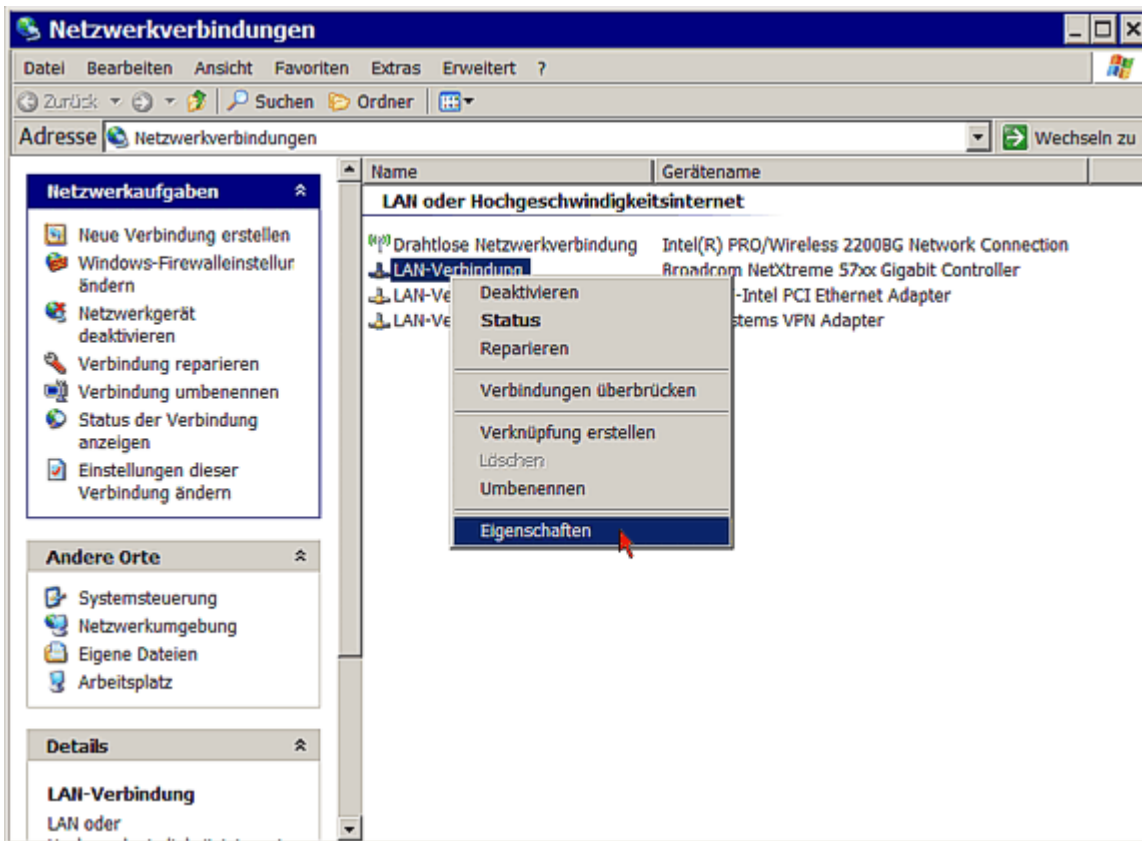 Netzwerkverbindungen
Datei Bearbeiten Ansicht Favoriten Extras Erweitert ?
Zurück Suchen Ordner
Adresse Netzwerkverbindungen Wechseln zu
Netzwerkaufgaben
Neue Verbindung erstellen
Windows-Firewalleinstellur
ändern
Netzwerkgerät
deaktivieren
Verbindung reparieren
Verbindung umbenennen
Status der Verbindung
anzeigen
Einstellungen dieser
Verbindung ändern
Andere Orte
Systemsteuerung
Netzwerkumgebung
Eigene Dateien
Arbeitsplatz
Details
LAN-Verbindung
LAN oder
Name Gerätename
LAN oder Hochgeschwindigkeitsinternet
Drahtlose Netzwerkverbindung Intel(R) PRO/Wireless 2200BG Network Connection
LAN-Verbindung Broadcom NetXtreme 57xx Gigabit Controller
LAN-Ve -Intel PCI Ethernet Adapter
LAN-Ve stems VPN Adapter
Deaktivieren
Status
Reparieren
Verbindungen überbrücken
Verknüpfung erstellen
Löschen
Umbenennen
Eigenschaften